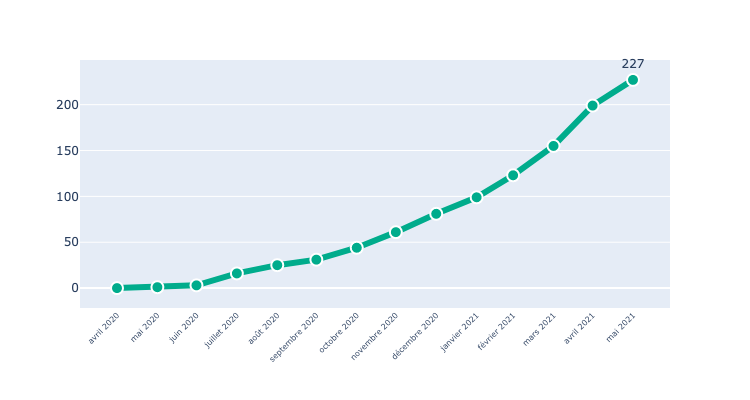 227
200
150
100
50
0
avril 2020
mai 2020
juin 2020
juillet 2020
août 2020
septembre 2020
octobre 2020
novembre 2020
décembre 2020
janvier 2021
février 2021
mars 2021
avril 2021
mai 2021